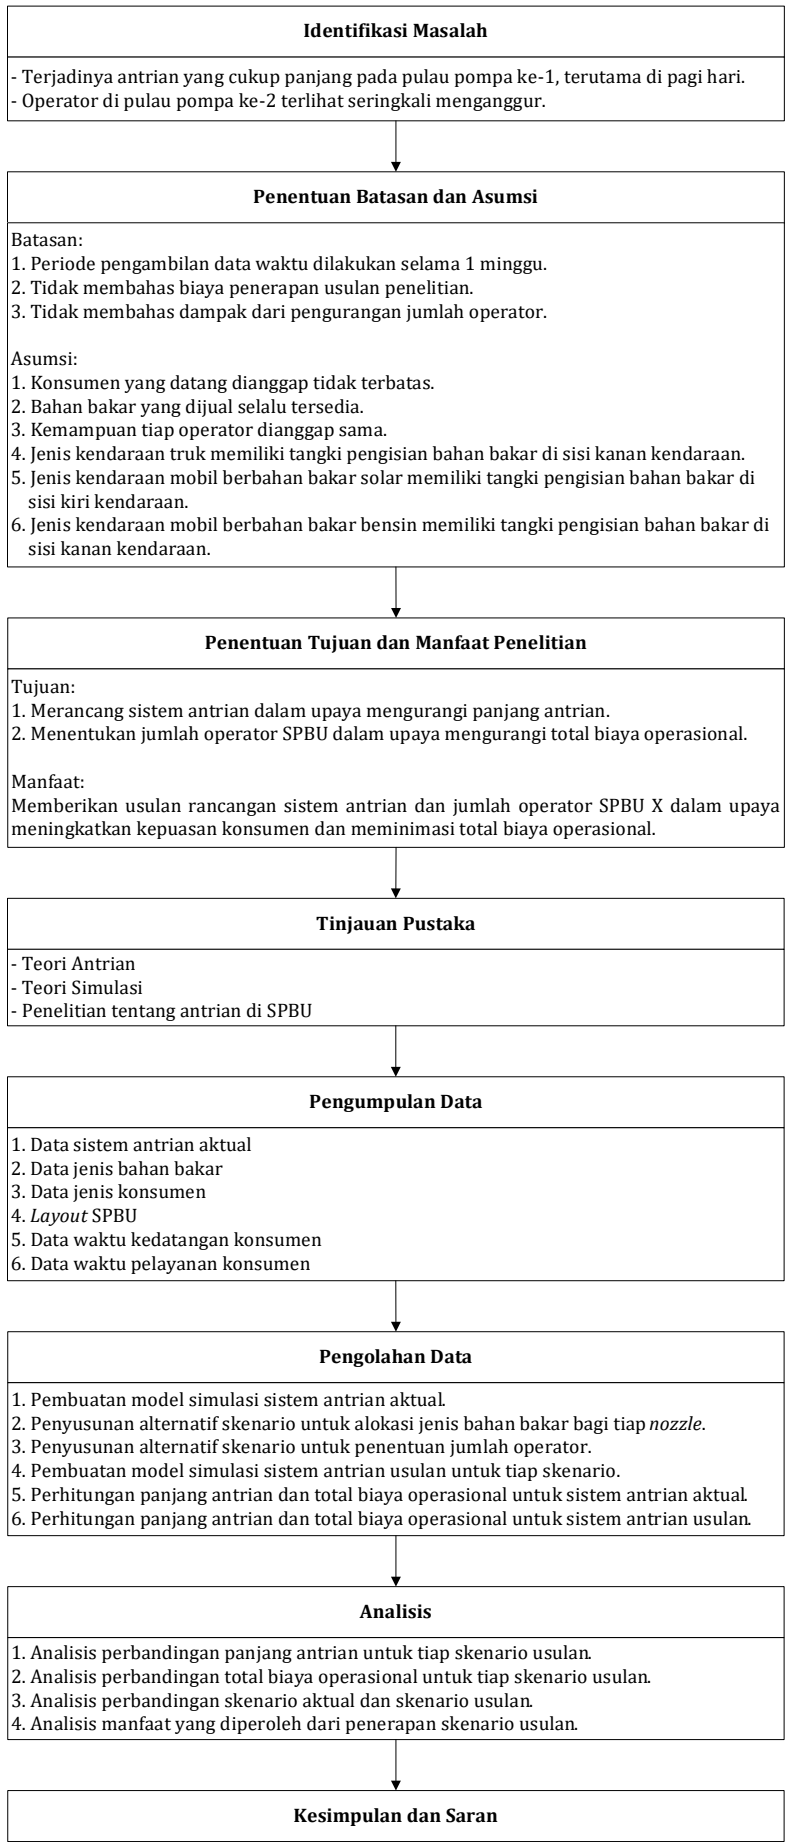 Identifikasi Masalah
- Terjadinya antrian yang cukup panjang pada pulau pompa ke-1, terutama di pagi hari.
- Operator di pulau pompa ke-2 terlihat seringkali menganggur.
Penentuan Batasan dan Asumsi
Batasan:
1. Periode pengambilan data waktu dilakukan selama 1 minggu.
2. Tidak membahas biaya penerapan usulan penelitian.
3. Tidak membahas dampak dari pengurangan jumlah operator.
Asumsi:
1. Konsumen yang datang dianggap tidak terbatas.
2. Bahan bakar yang dijual selalu tersedia.
3. Kemampuan tiap operator dianggap sama.
4. Jenis kendaraan truk memiliki tangki pengisian bahan bakar di sisi kanan kendaraan.
5. Jenis kendaraan mobil berbahan bakar solar memiliki tangki pengisian bahan bakar di
sisi kiri kendaraan.
6. Jenis kendaraan mobil berbahan bakar bensin memiliki tangki pengisian bahan bakar di
sisi kanan kendaraan.
Penentuan Tujuan dan Manfaat Penelitian
Tujuan:
1. Merancang sistem antrian dalam upaya mengurangi panjang antrian.
2. Menentukan jumlah operator SPBU dalam upaya mengurangi total biaya operasional.
Manfaat:
Memberikan usulan rancangan sistem antrian dan jumlah operator SPBU X dalam upaya
meningkatkan kepuasan konsumen dan meminimasi total biaya operasional.
Tinjauan Pustaka
- Teori Antrian
- Teori Simulasi
- Penelitian tentang antrian di SPBU
Pengumpulan Data
1. Data sistem antrian aktual
2. Data jenis bahan bakar
3. Data jenis konsumen
4. Layout SPBU
5. Data waktu kedatangan konsumen
6. Data waktu pelayanan konsumen
Pengolahan Data
1. Pembuatan model simulasi sistem antrian aktual.
2. Penyusunan alternatif skenario untuk alokasi jenis bahan bakar bagi tiap nozzle.
3. Penyusunan alternatif skenario untuk penentuan jumlah operator.
4. Pembuatan model simulasi sistem antrian usulan untuk tiap skenario.
5. Perhitungan panjang antrian dan total biaya operasional untuk sistem antrian aktual.
6. Perhitungan panjang antrian dan total biaya operasional untuk sistem antrian usulan.
Analisis
1. Analisis perbandingan panjang antrian untuk tiap skenario usulan.
2. Analisis perbandingan total biaya operasional untuk tiap skenario usulan.
3. Analisis perbandingan skenario aktual dan skenario usulan.
4. Analisis manfaat yang diperoleh dari penerapan skenario usulan.
Kesimpulan dan Saran